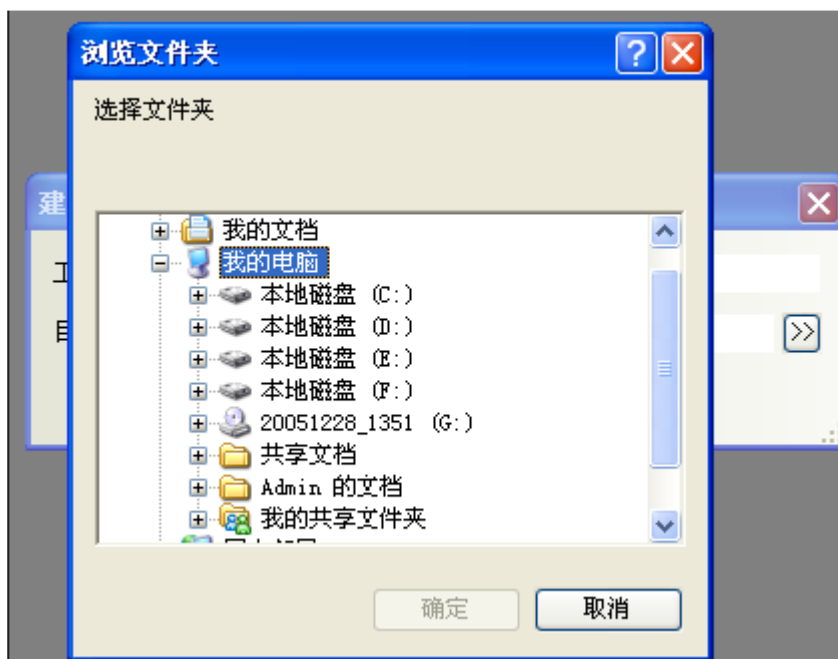 浏览文件夹
选择文件夹
建
我的文档
我的电脑
本地磁盘 (C:)
本地磁盘 (D:)
本地磁盘 (E:)
本地磁盘 (F:)
20051228_1351 (G:)
共享文档
Admin 的文档
我的共享文件夹
确定
取消